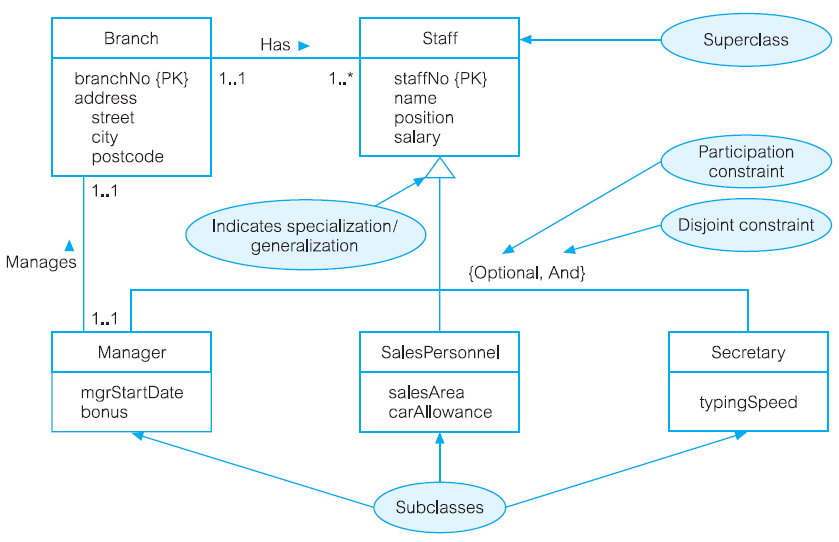 Branch
Has ►
Staff
Superclass
branchNo {PK}
address
street
city
postcode
1..1
1..*
staffNo {PK}
name
position
salary
Participation
constraint
1..1
Indicates specialization/
generalization
Disjoint constraint
Manages
{Optional, And}
1..1
Manager
SalesPersonnel
Secretary
mgrStartDate
bonus
salesArea
carAllowance
typingSpeed
Subclasses